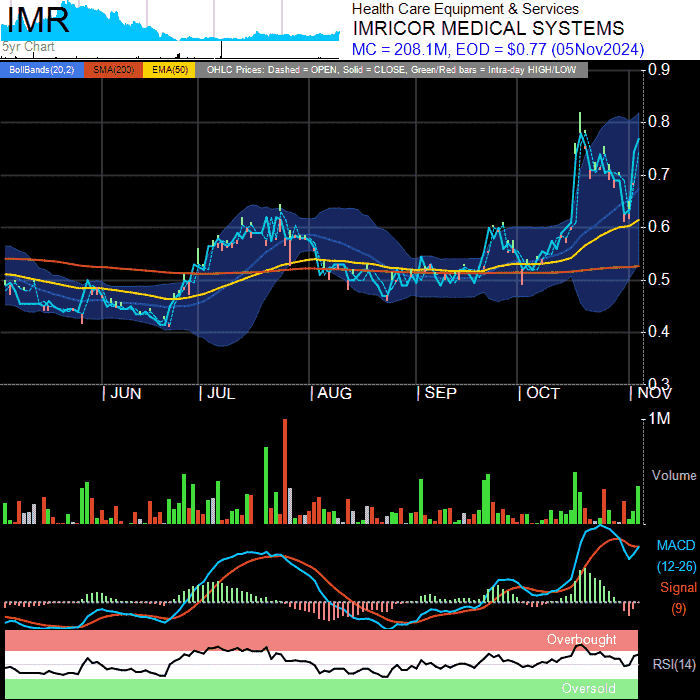 IMR
5yr Chart
Health Care Equipment & Services
IMRICOR MEDICAL SYSTEMS
MC = 208.1M, EOD = $0.77 (05Nov2024)
BollBands(20,2) SMA(200) EMA(50) OHLC Prices: Dashed = OPEN, Solid = CLOSE, Green/Red bars = Intra-day HIGH/LOW
0.9
0.8
0.7
0.6
0.5
0.4
0.3
JUN JUL AUG SEP OCT NOV
1M
Volume
MACD
(12-26)
Signal
(9)
Overbought
RSI(14)
Oversold